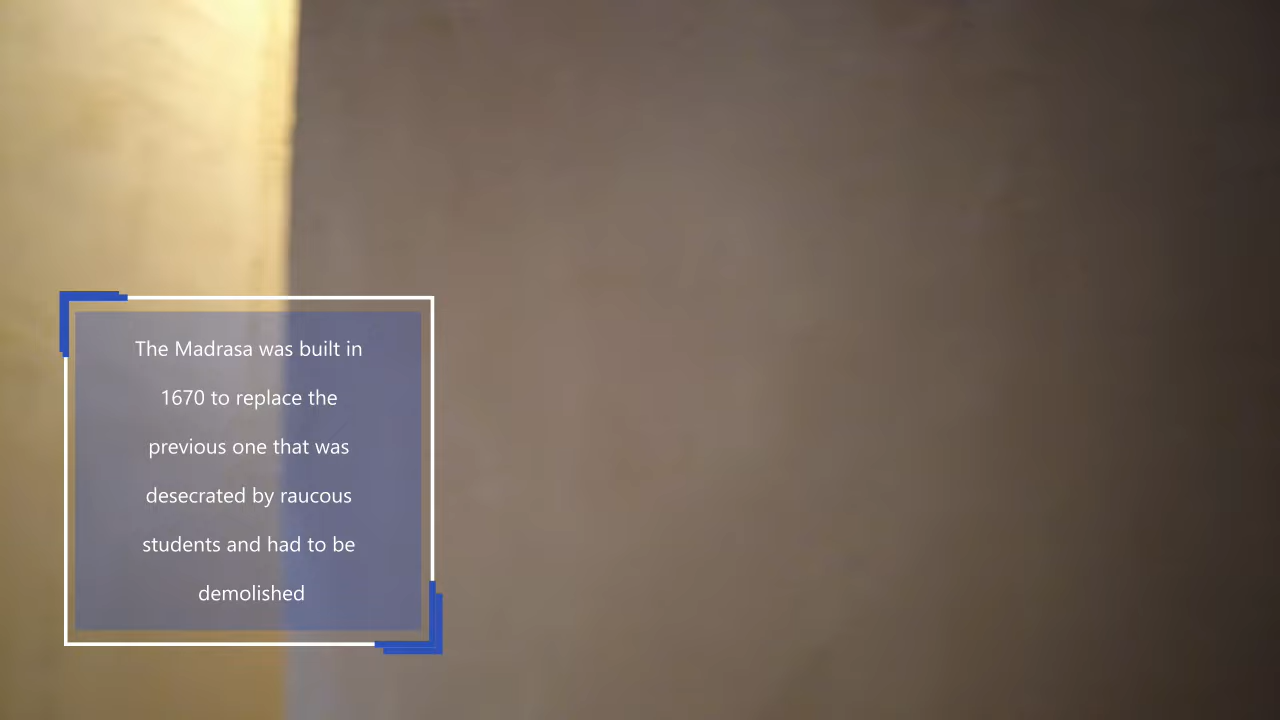 The Madrasa was built in
1670 to replace the
previous one that was
desecrated by raucous
students and had to be
demolished